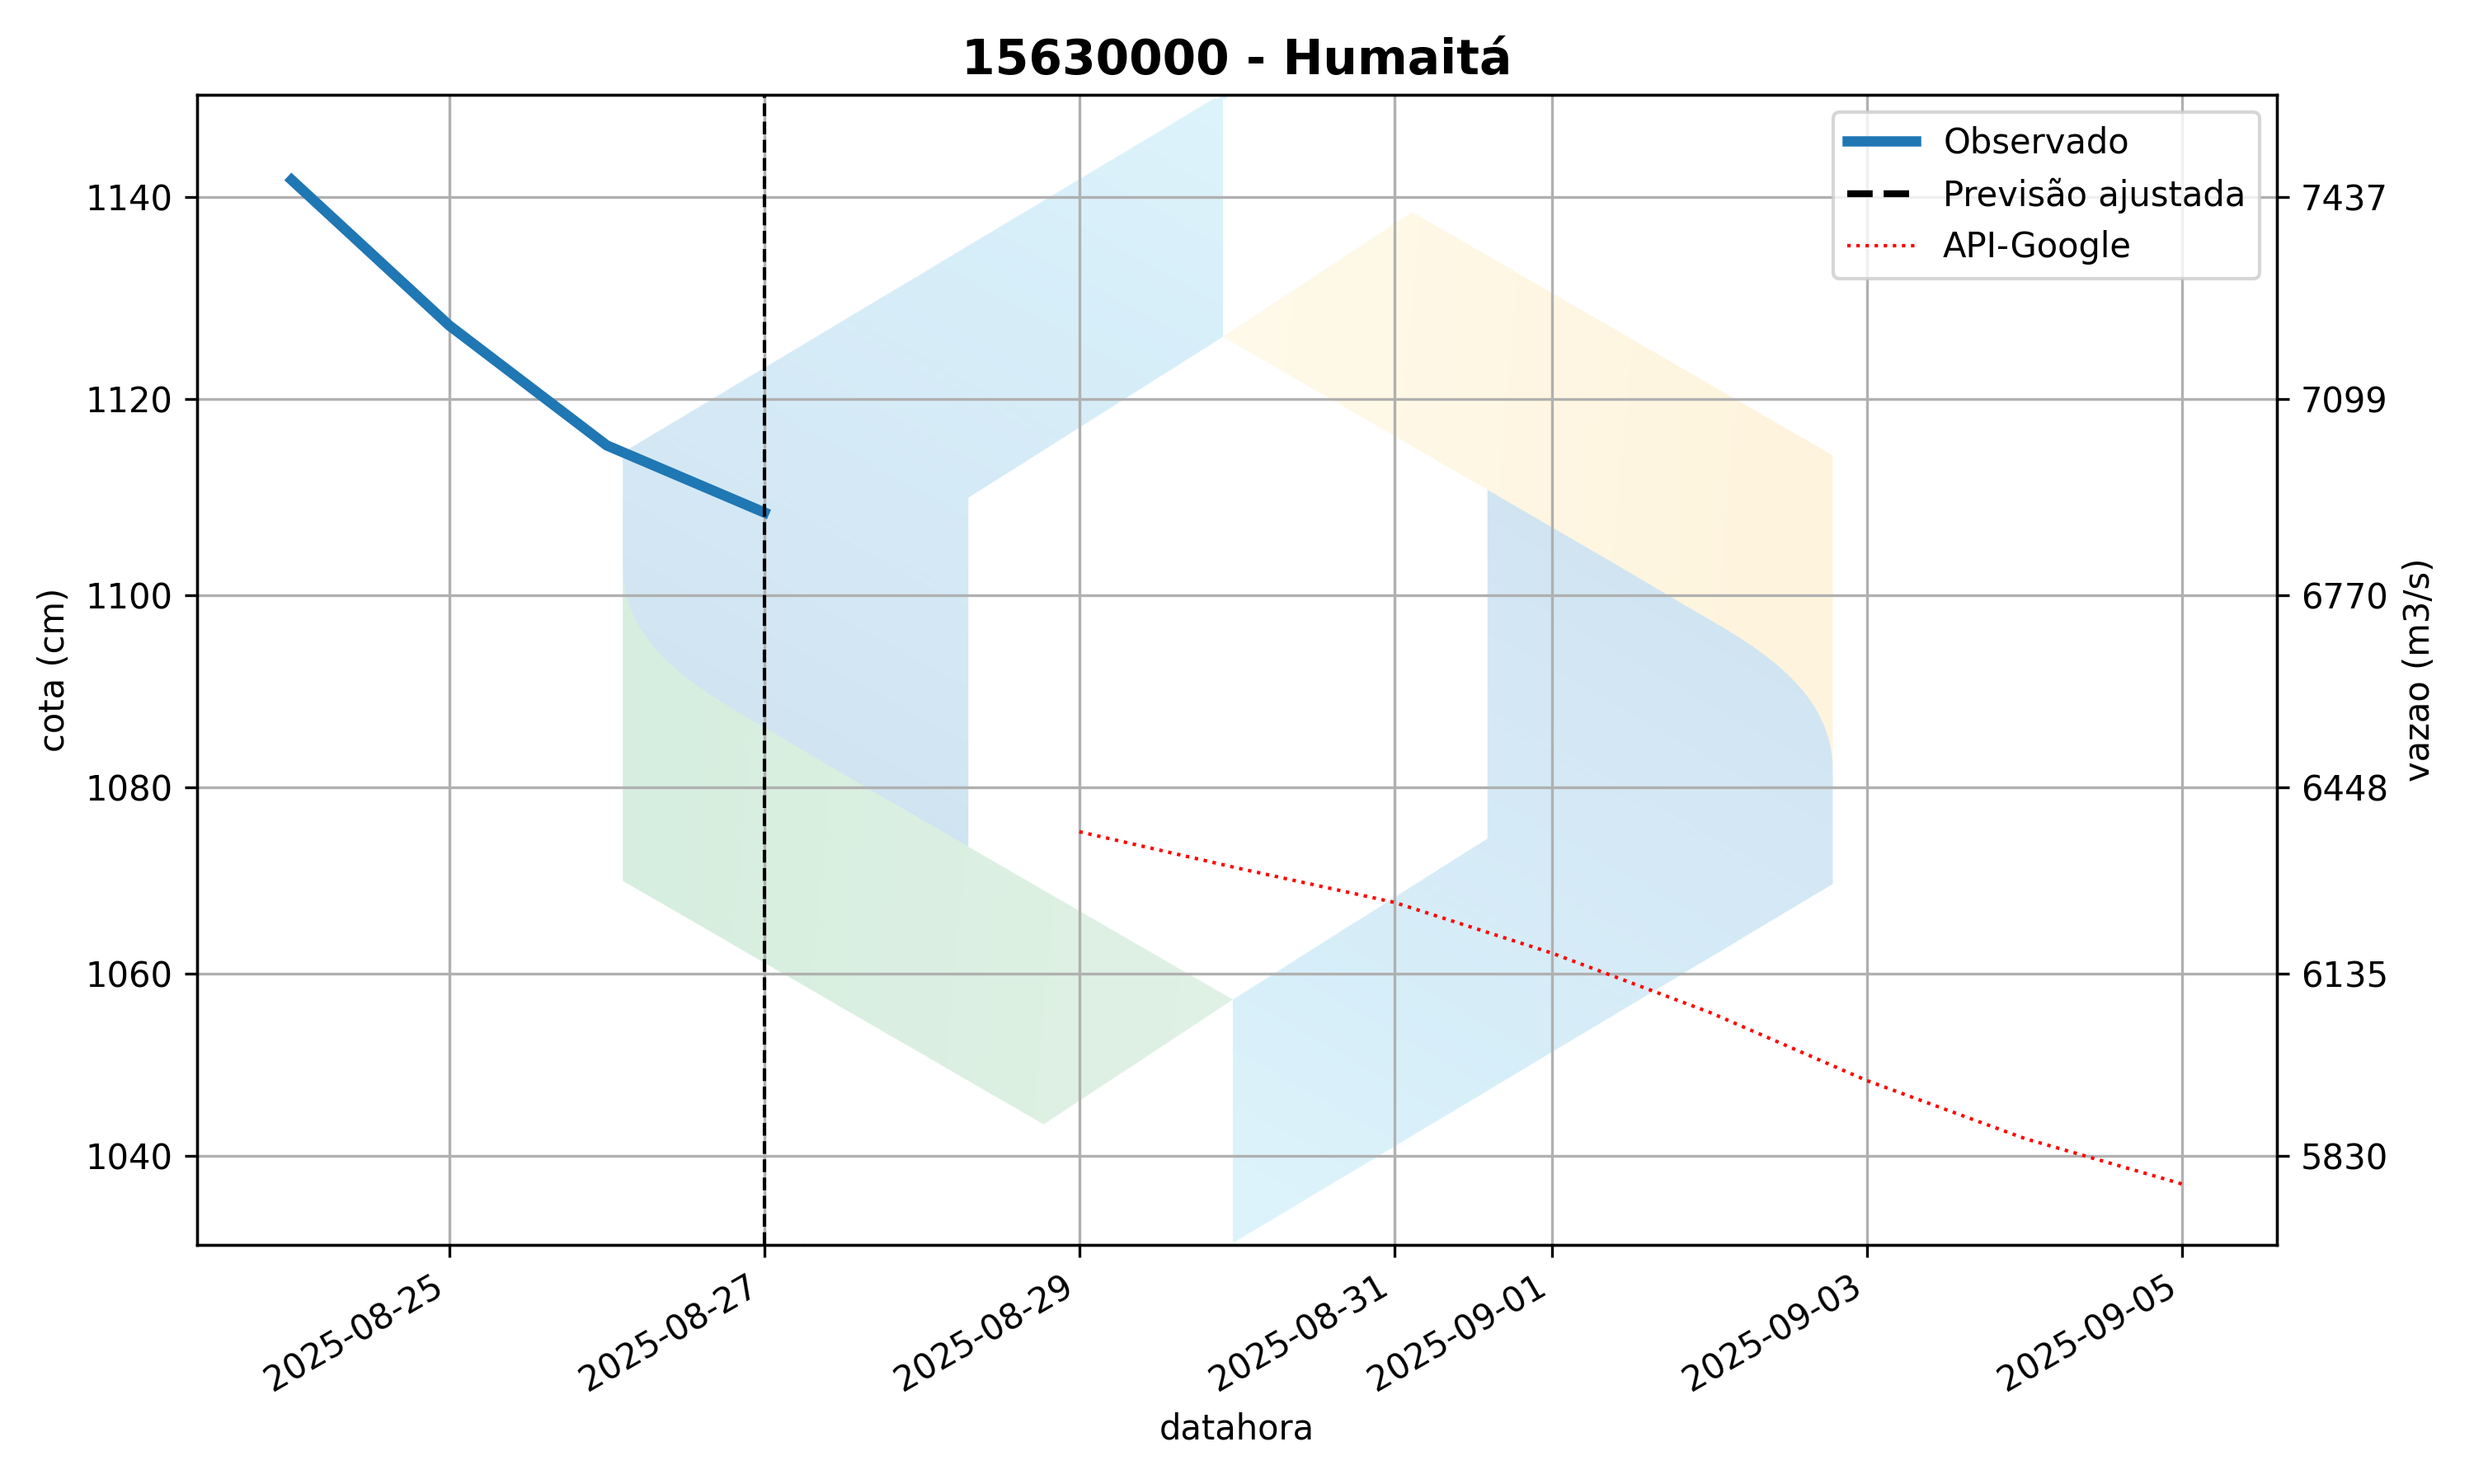 15630000 - Humaitá
Observado
Previsão ajustada
API-Google
cota (cm)
1140
1120
1100
1080
1060
1040
vazao (m3/s)
7437
7099
6770
6448
6135
5830
2025-08-25
2025-08-27
2025-08-29
2025-08-31
2025-09-01
2025-09-03
2025-09-05
datahora